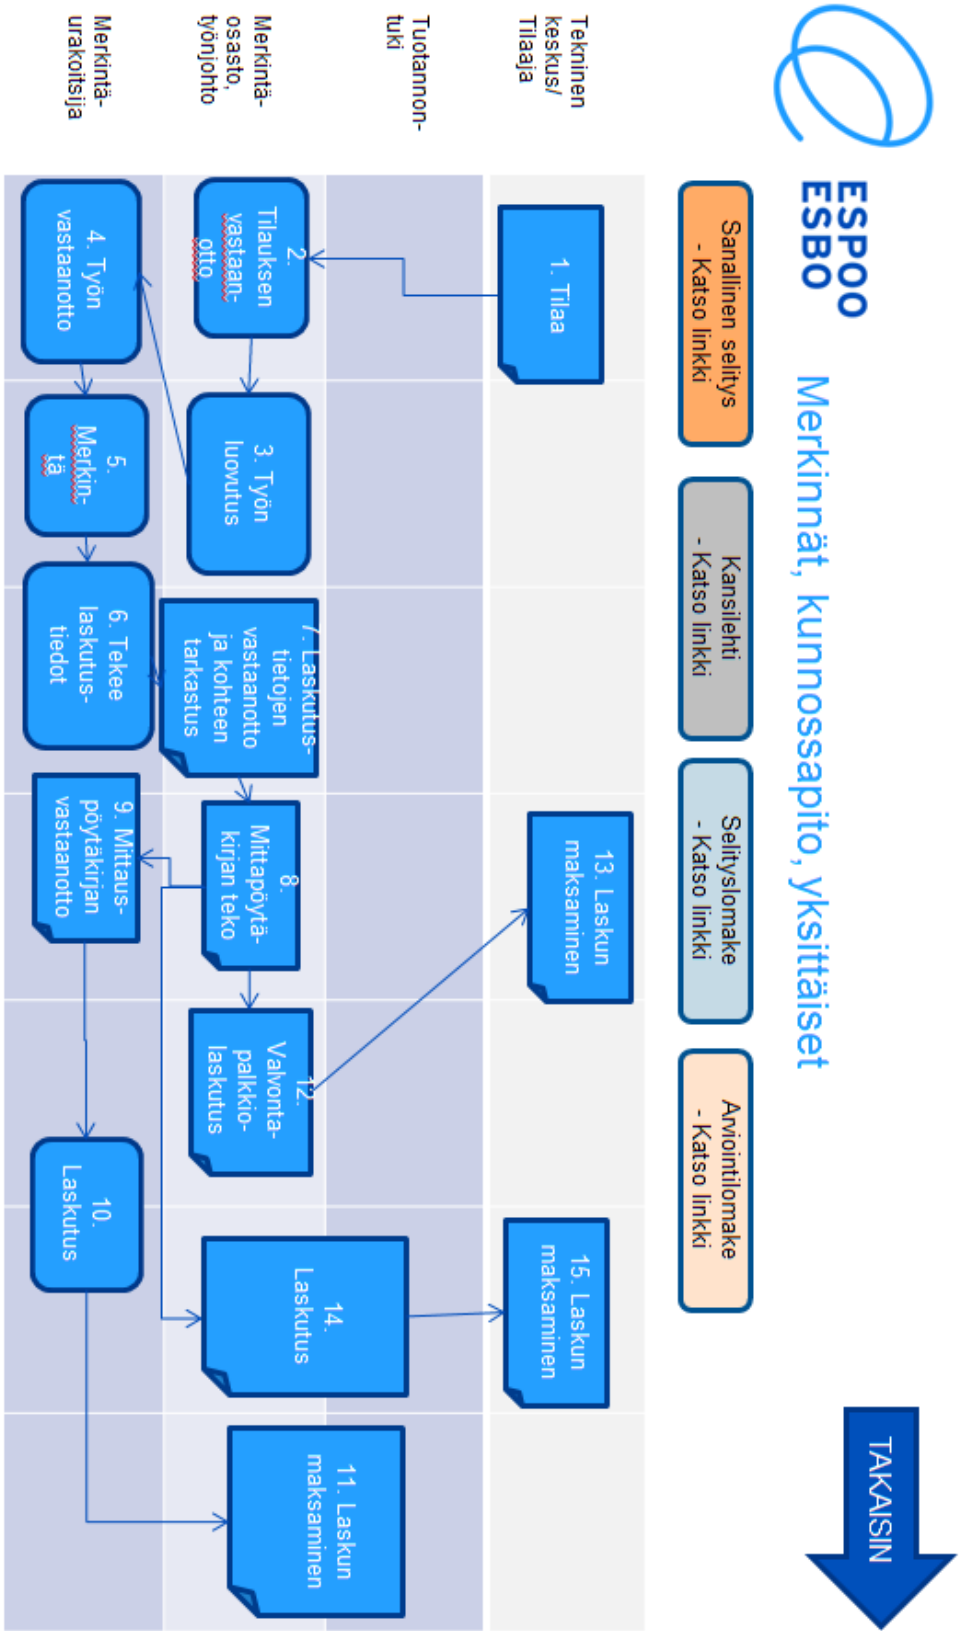 ESPOO
ESBO
Merkinnät, kunnossapito, yksittäiset
TAKAISIN
Sanallinen selitys
- Katso linkki
Kansilehti
- Katso linkki
Selityslomake
- Katso linkki
Arviointilomake
- Katso linkki
Tekninen
keskus/
Tilaaja
1. Tilaa
13. Laskun
maksaminen
15. Laskun
maksaminen
Tuotannon-
tuki
Merkintä-
osasto,
työnjohto
2.
Tilauksen
vastaan-
otto
3. Työn
luovutus
7. Laskutus-
tietojen
vastaanotto
ja kohteen
tarkastus
8.
Mittapöytä-
kirjan teko
12.
Valvonta-
palkkio-
laskutus
14.
Laskutus
11. Laskun
maksaminen
Merkintä-
urakoitsija
4. Työn
vastaanotto
5.
Merkin-
tä
6. Tekee
laskutus-
tiedot
9. Mittaus-
pöytäkirjan
vastaanotto
10.
Laskutus